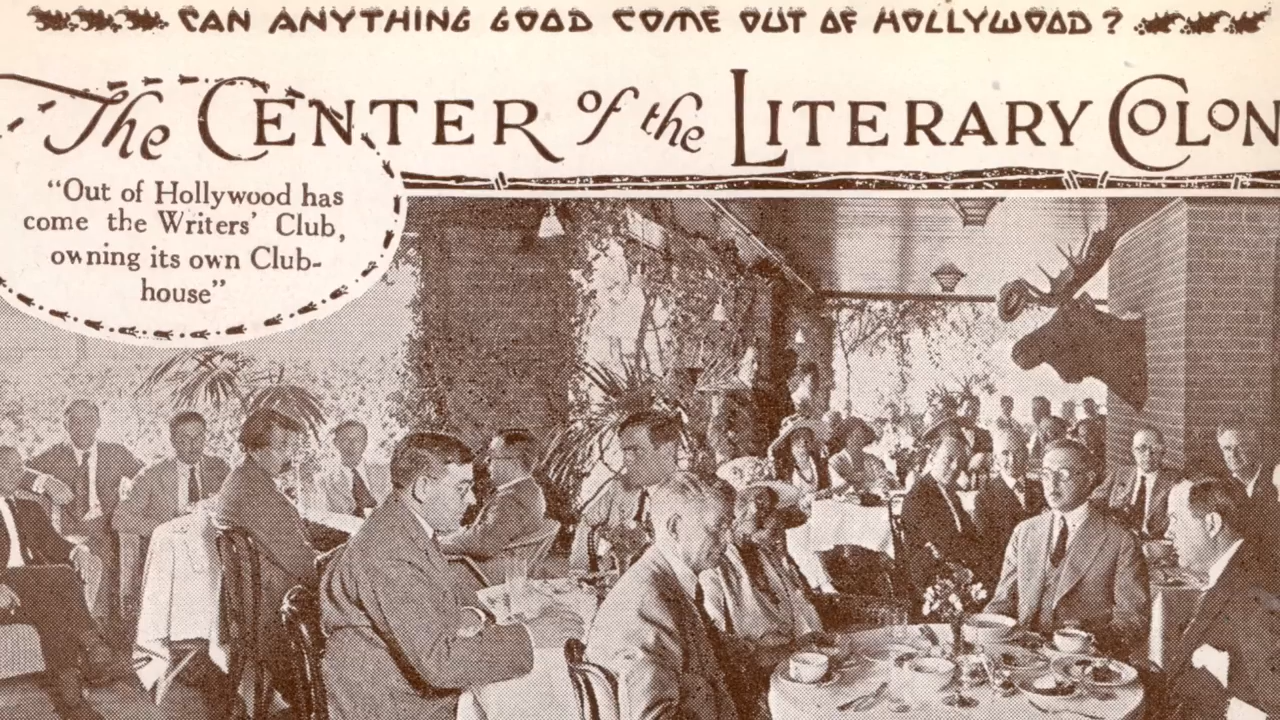 CAN ANYTHING GOOD COME OUT OF HOLLYWOOD?
The CENTER of the LITERARY COLON
"Out of Hollywood has
come the Writers' Club,
owning its own Club-
house"